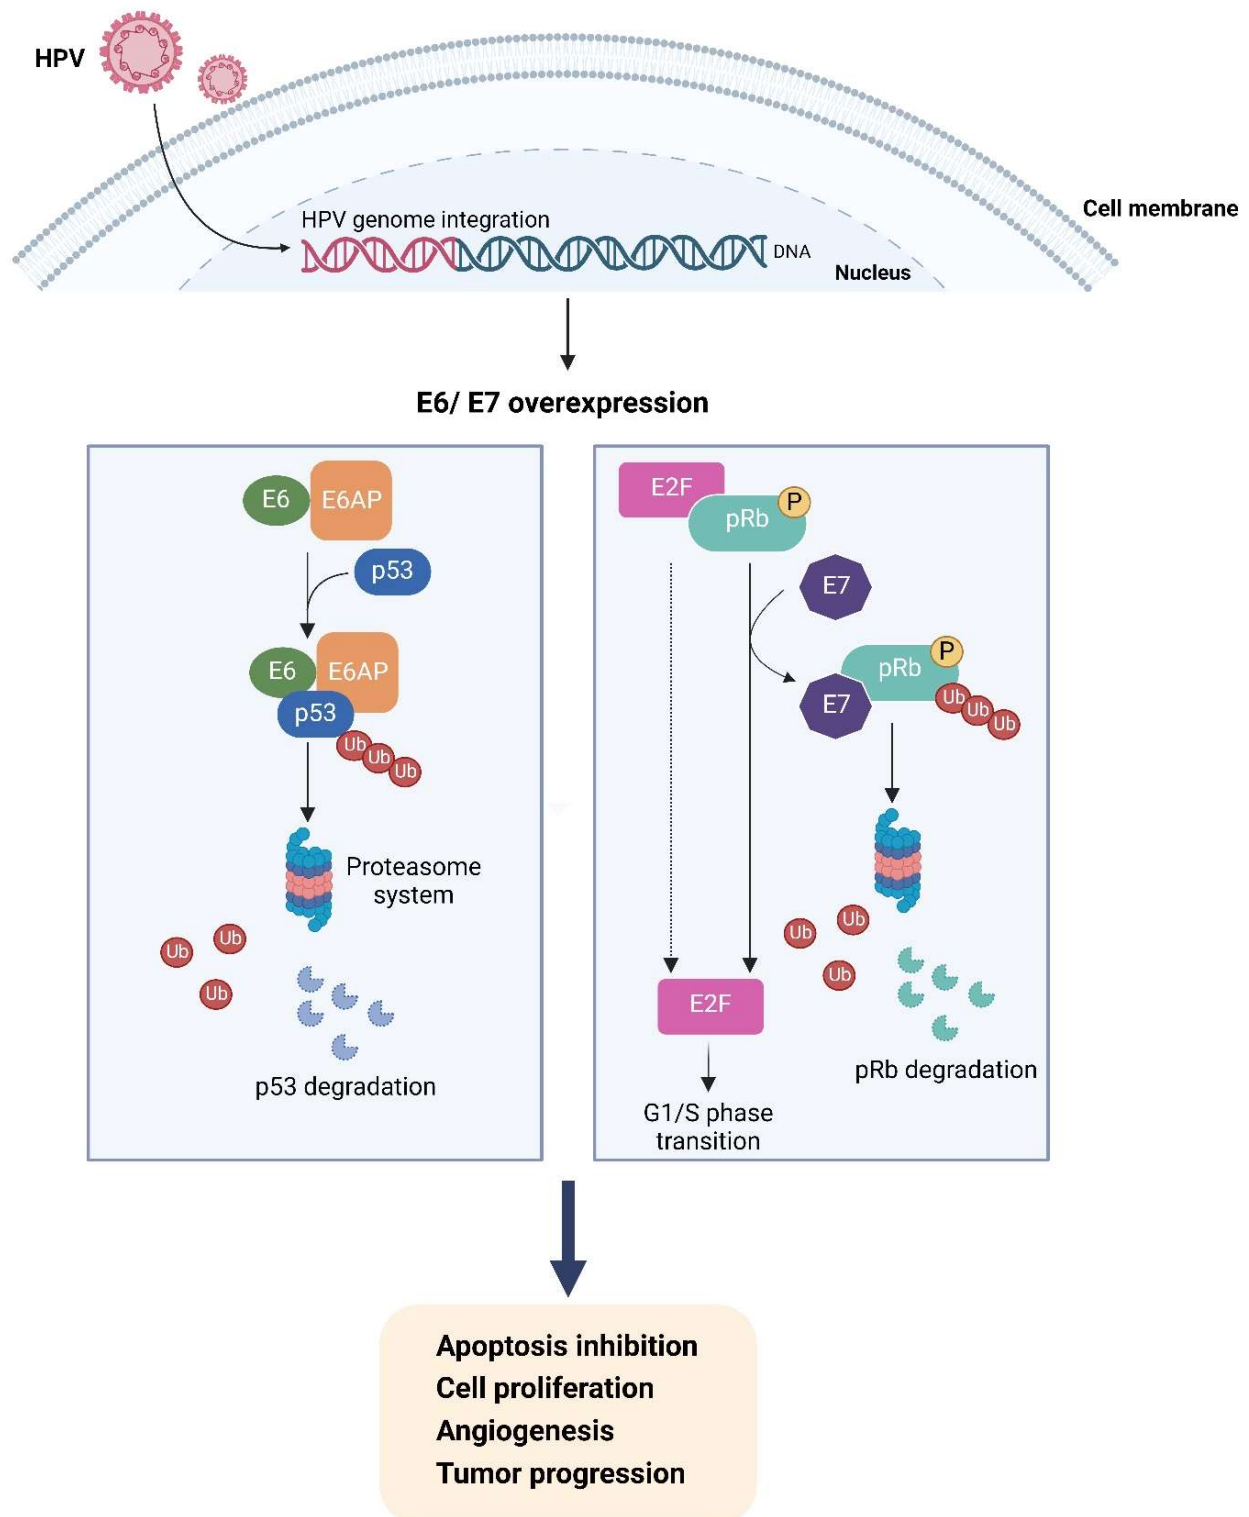 HPV
Cell membrane
HPV genome integration
DNA
Nucleus
E6/ E7 overexpression
E6
E6AP
p53
E6
E6AP
p53
Ub
Ub
Ub
Proteasome
system
Ub
Ub
Ub
p53 degradation
E2F
pRb
P
E7
pRb
P
E7
Ub
Ub
Ub
Ub
Ub
Ub
E2F
pRb degradation
G1/S phase
transition
Apoptosis inhibition
Cell proliferation
Angiogenesis
Tumor progression